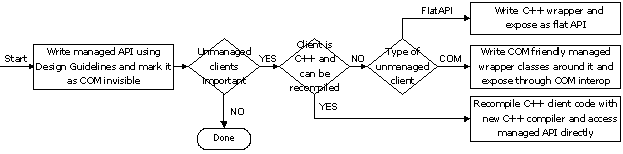 FlatAPI
Write C++ wrapper and
expose as flat API
Start
Write managed API using
Design Guidelines and mark it
as COM invisible
Unmanaged
clients
important
YES
Client is
C++ and
can be
recompiled
NO
Type of
unmanaged
client
COM
Write COM friendly managed
wrapper classes around it and
expose through COM interop
NO
YES
Done
Recompile C++ client code with
new C++ compiler and access
managed API directly